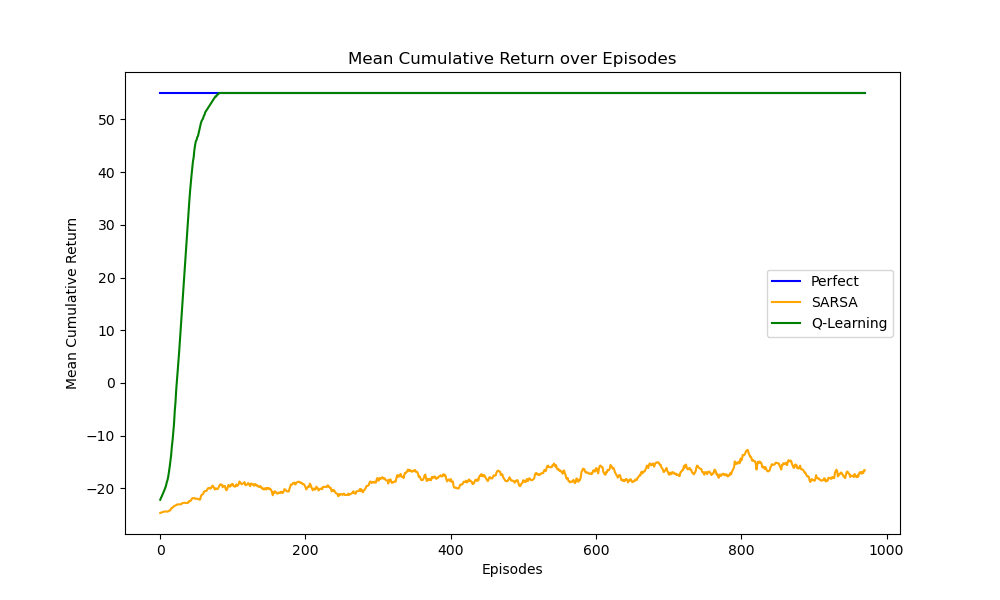 Mean Cumulative Return over Episodes
Mean Cumulative Return
50
40
30
20
10
0
−10
−20
Perfect
SARSA
Q-Learning
0 200 400 600 800 1000
Episodes